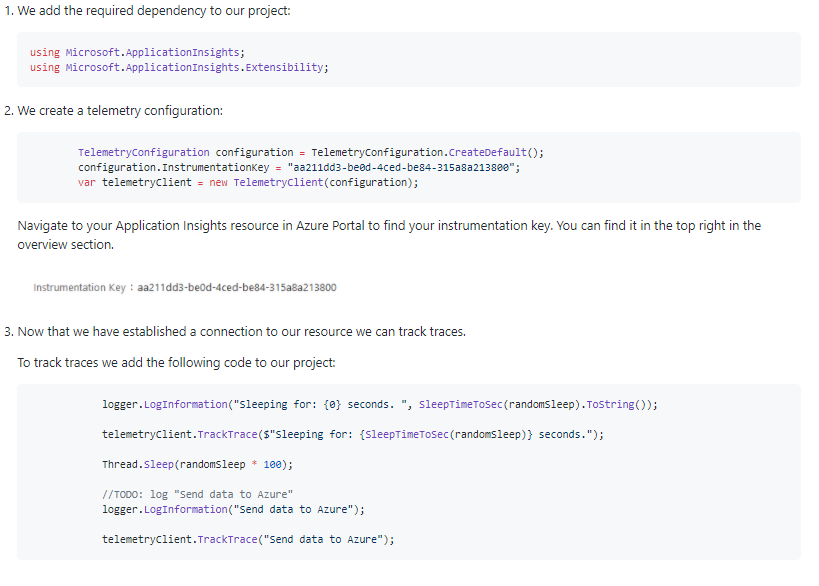 1. We add the required dependency to our project:
using Microsoft.ApplicationInsights;
using Microsoft.ApplicationInsights.Extensibility;
2. We create a telemetry configuration:
TelemetryConfiguration configuration = TelemetryConfiguration.CreateDefault();
configuration.InstrumentationKey = "aa211dd3-be0d-4ced-be84-315a8a213800";
var telemetryClient = new TelemetryClient(configuration);
Navigate to your Application Insights resource in Azure Portal to find your instrumentation key. You can find it in the top right in the
overview section.
Instrumentation Key : aa211dd3-be0d-4ced-be84-315a8a213800
3. Now that we have established a connection to our resource we can track traces.
To track traces we add the following code to our project:
logger.LogInformation("Sleeping for: {0} seconds. ", SleepTimeToSec(randomSleep).ToString());
telemetryClient.TrackTrace($"Sleeping for: {SleepTimeToSec(randomSleep)} seconds.");
Thread.Sleep(randomSleep * 100);
//TODO: log "Send data to Azure"
logger.LogInformation("Send data to Azure");
telemetryClient.TrackTrace("Send data to Azure");